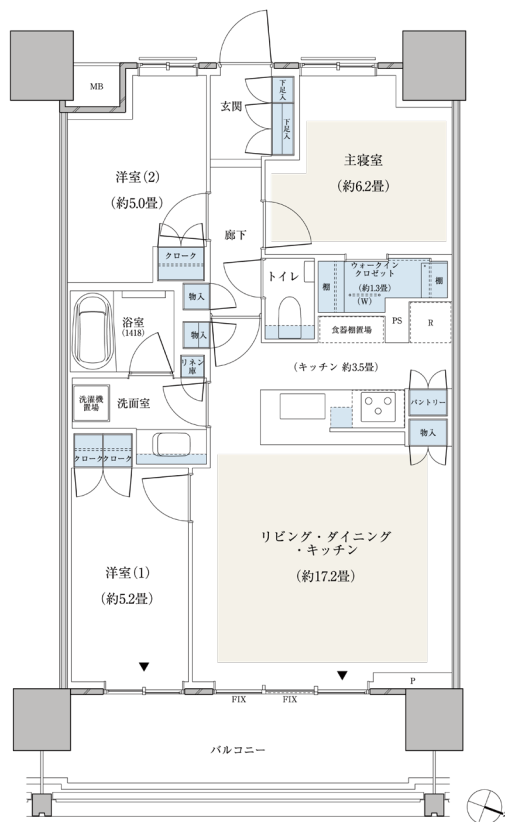 MB
玄関
下足入
下足入
主寝室
(約6.2畳)
洋室(2)
(約5.0畳)
廊下
クローク
トイレ
棚
ウォークイン
クロゼット
(約1.3畳)
(W)
棚
物入
浴室
(1418)
物入
食器棚置場
PS
R
リネン
庫
(キッチン 約3.5畳)
洗濯機
置場
洗面室
パントリー
物入
クローク
クローク
リビング・ダイニング
・キッチン
(約17.2畳)
洋室(1)
(約5.2畳)
P
FIX
FIX
バルコニー